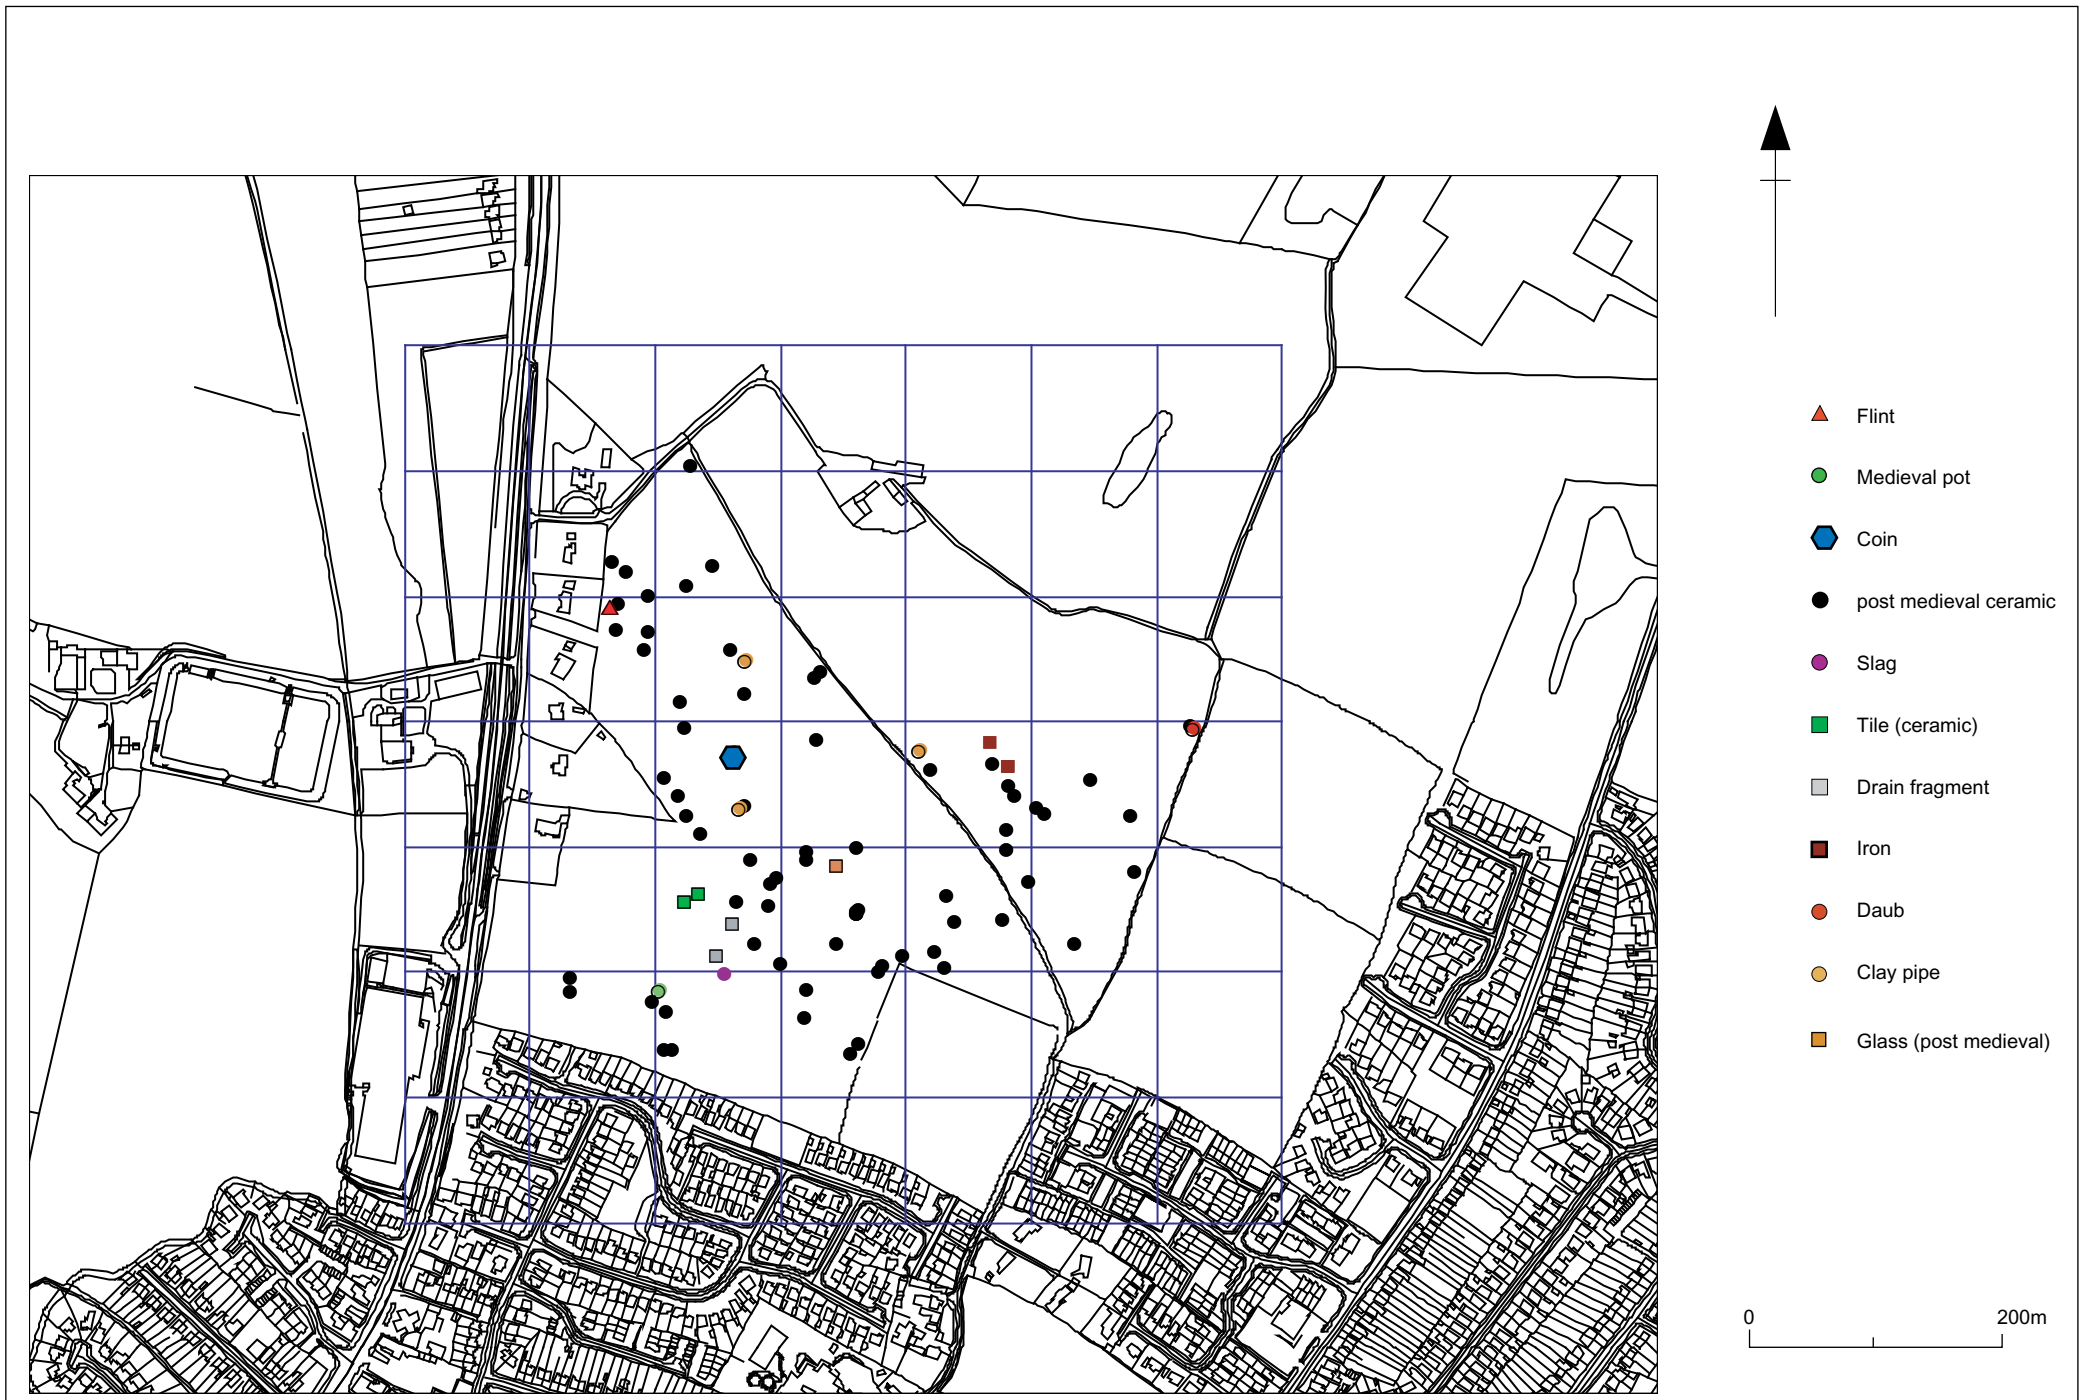 Flint
Medieval pot
Coin
post medieval ceramic
Slag
Tile (ceramic)
Drain fragment
Iron
Daub
Clay pipe
Glass (post medieval)
0 200m